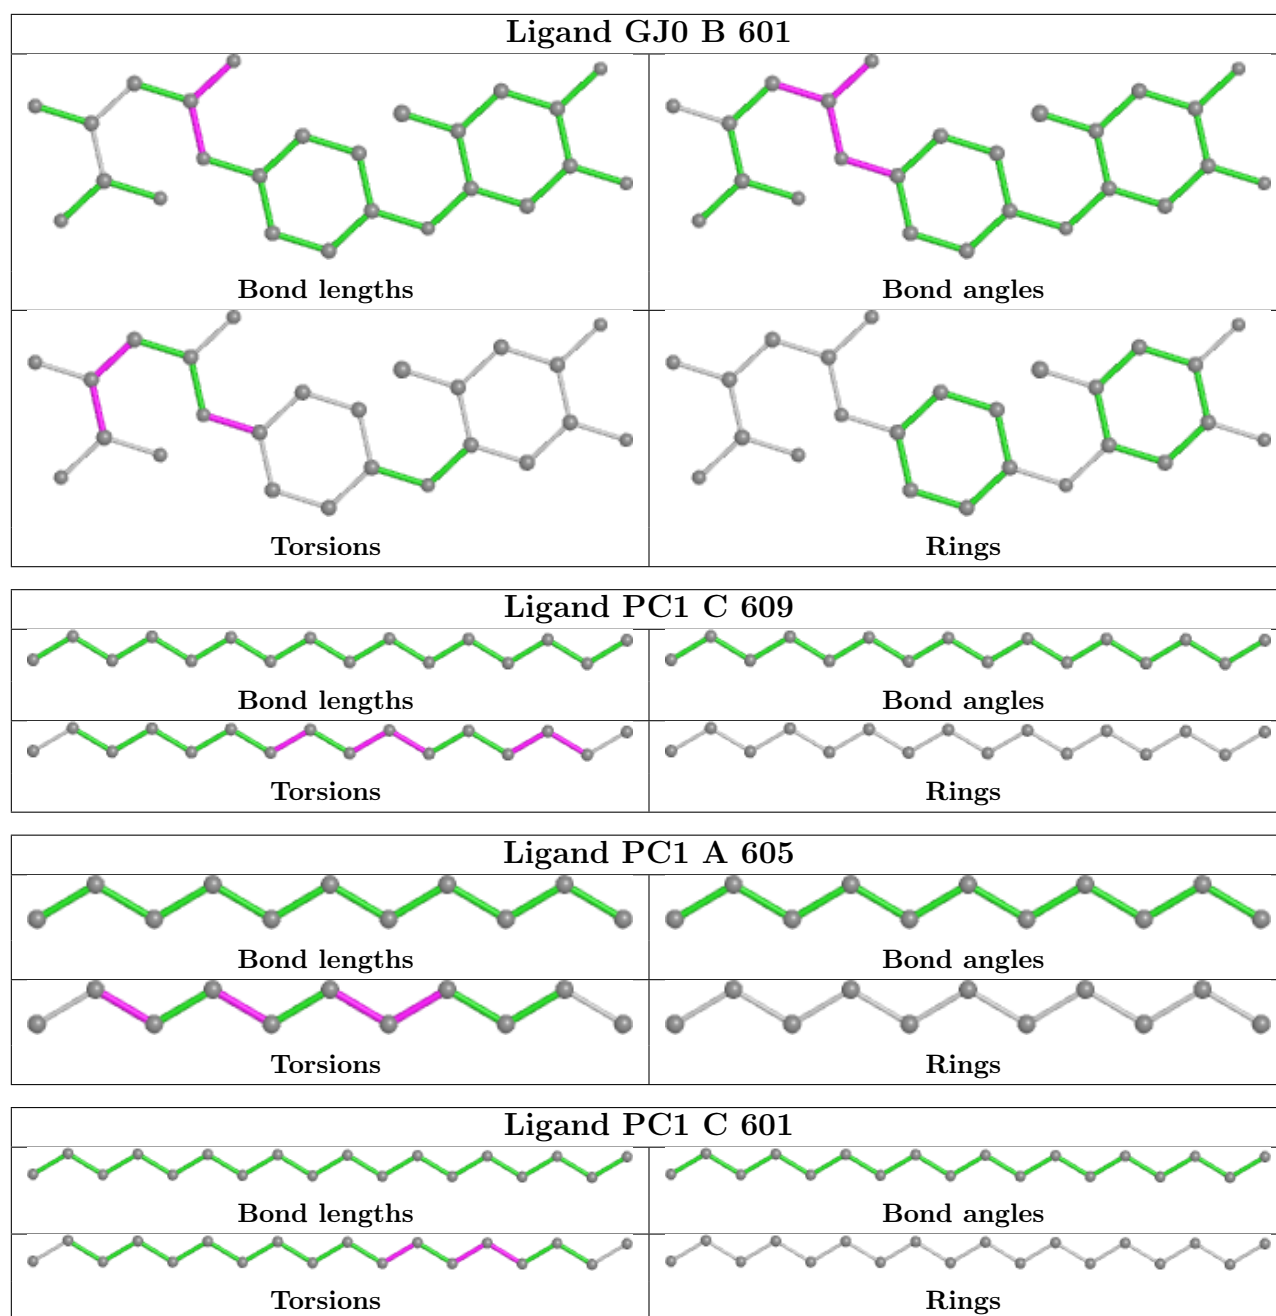 Ligand GJ0 B 601
Bond lengths
Bond angles
Torsions
Rings
Ligand PC1 C 609
Bond lengths
Bond angles
Torsions
Rings
Ligand PC1 A 605
Bond lengths
Bond angles
Torsions
Rings
Ligand PC1 C 601
Bond lengths
Bond angles
Torsions
Rings